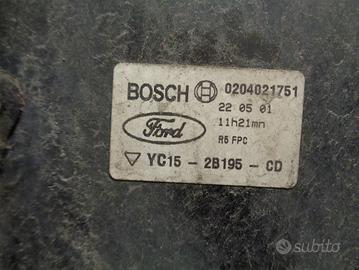 BOSCH 0204021751
22 05 01
11h21mn
Ford
R5 FPC
YC15 - 2B195 - CD
subito